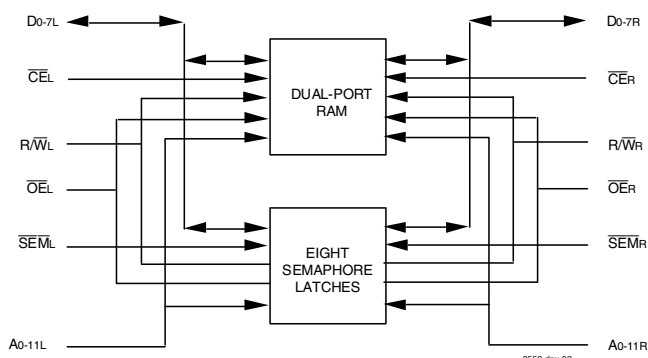 D0-7L
D0-7R
CEL
CER
DUAL-PORT
RAM
R/WL
R/WR
OEL
OER
SEML
SEMR
EIGHT
SEMAPHORE
LATCHES
A0-11L
A0-11R